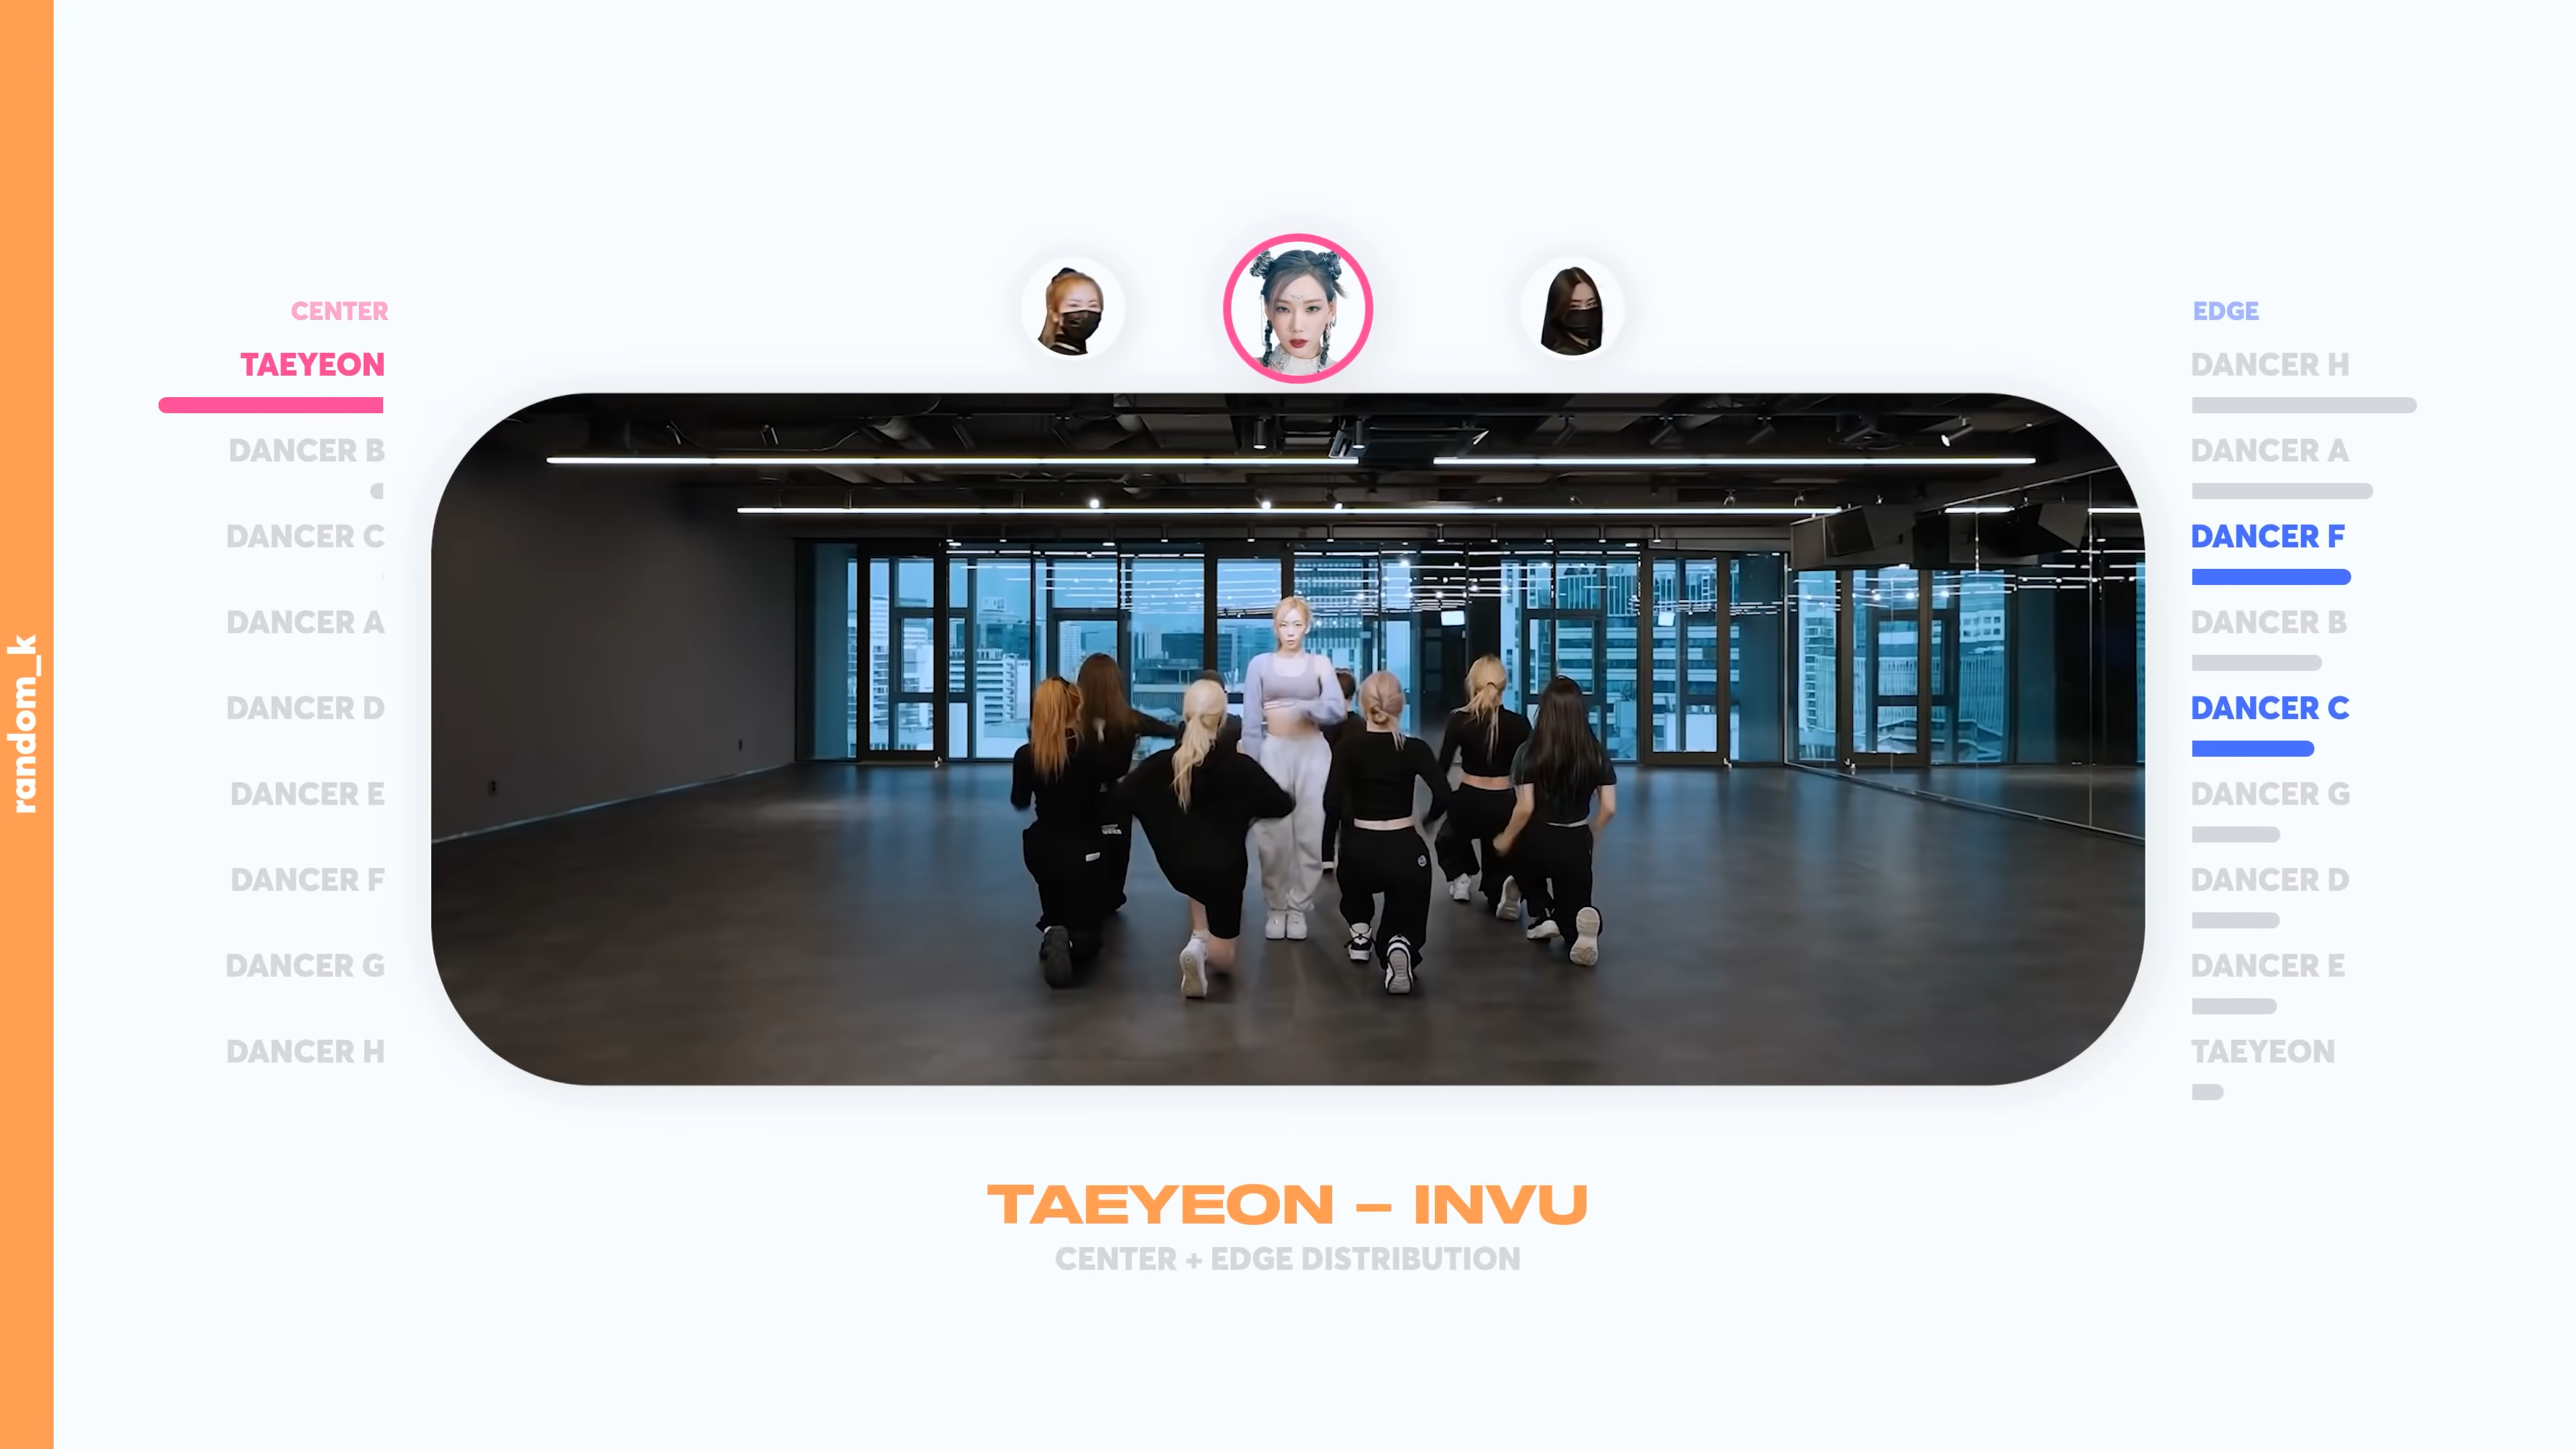 random_k
CENTER
TAEYEON
DANCER B
DANCER C
DANCER A
DANCER D
DANCER E
DANCER F
DANCER G
DANCER H
EDGE
DANCER H
DANCER A
DANCER F
DANCER B
DANCER C
DANCER G
DANCER D
DANCER E
TAEYEON
TAEYEON – INVU
CENTER + EDGE DISTRIBUTION